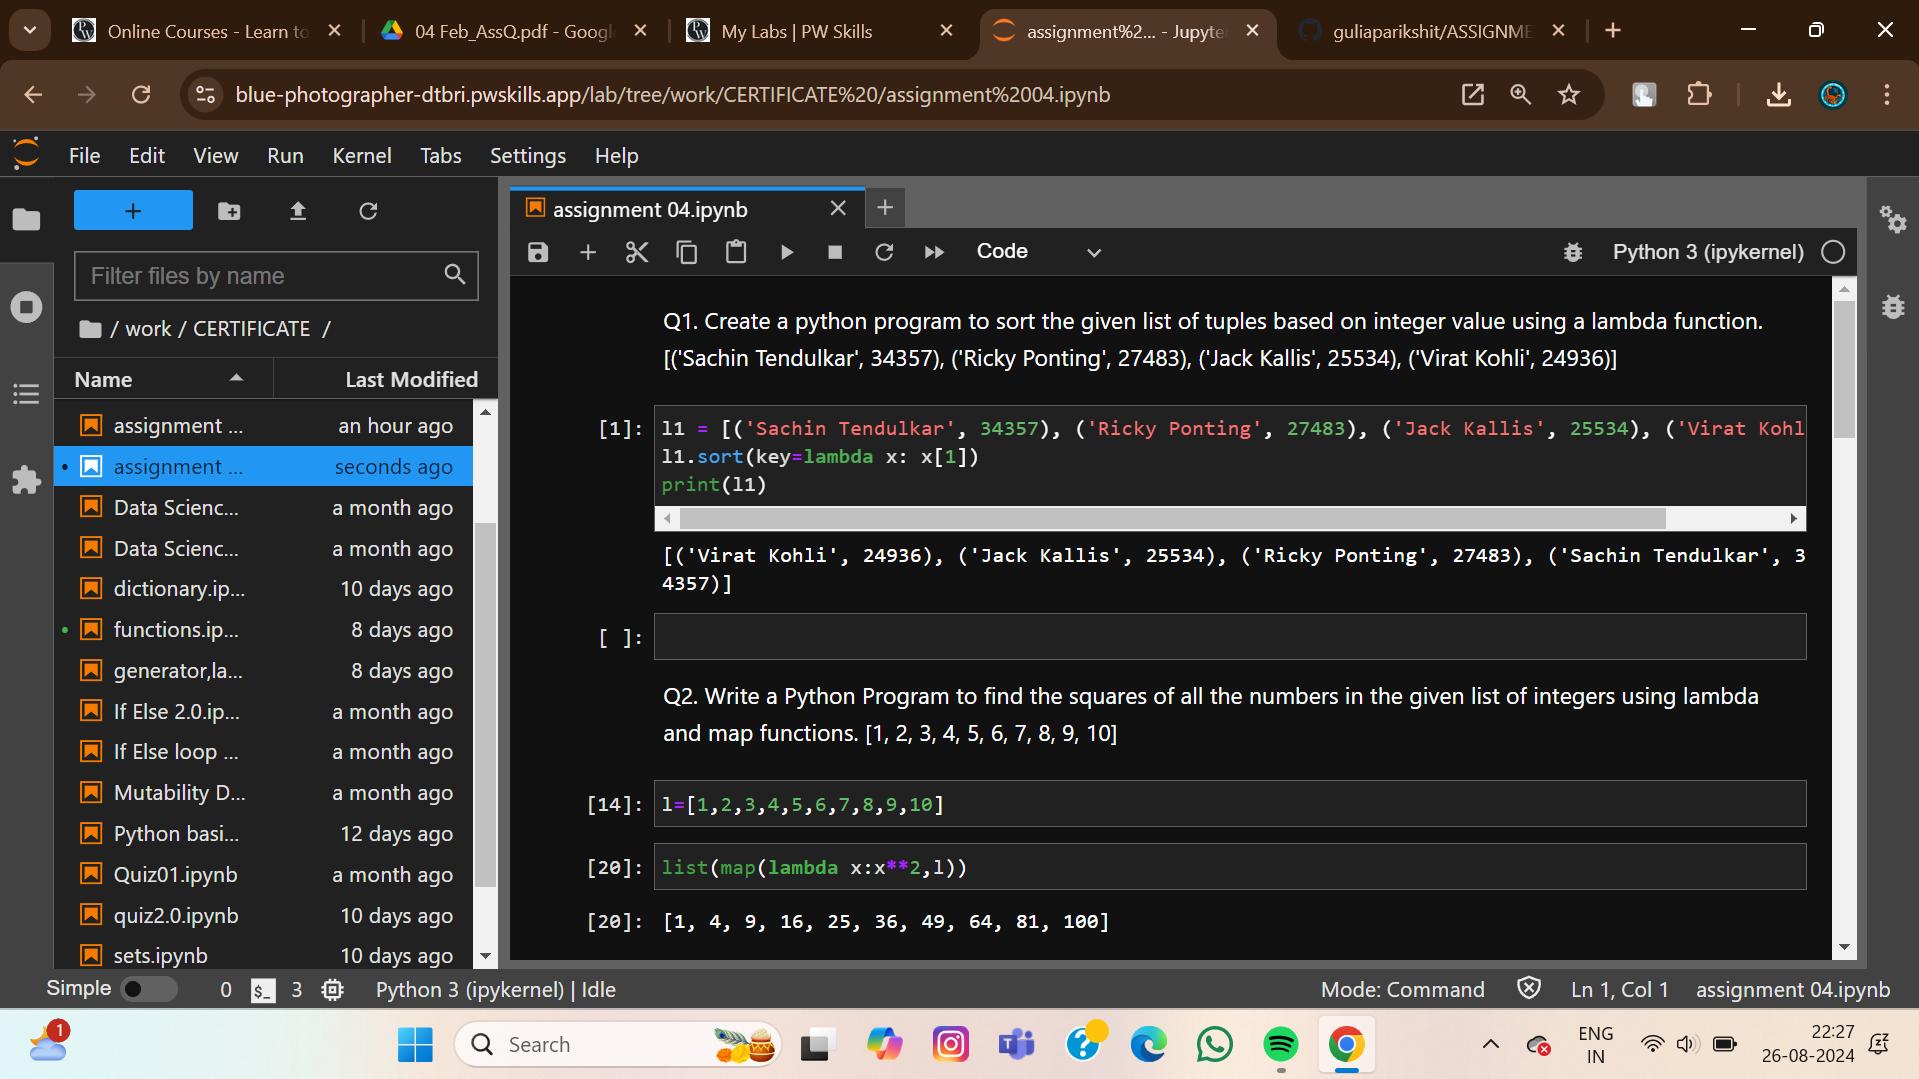 Online Courses - Learn to
04 Feb_AssQ.pdf - Googl
My Labs | PW Skills
assignment%2... - Jupyte
guliaparikshit/ASSIGNME
blue-photographer-dtbri.pwskills.app/lab/tree/work/CERTIFICATE%20/assignment%2004.ipynb
File Edit View Run Kernel Tabs Settings Help
assignment 04.ipynb
Code
Python 3 (ipykernel)
Filter files by name
/ work / CERTIFICATE /
Name Last Modified
assignment ... an hour ago
assignment ... seconds ago
Data Scienc... a month ago
Data Scienc... a month ago
dictionary.ip... 10 days ago
functions.ip... 8 days ago
generator,la... 8 days ago
If Else 2.0.ip... a month ago
If Else loop ... a month ago
Mutability D... a month ago
Python basi... 12 days ago
Quiz01.ipynb a month ago
quiz2.0.ipynb 10 days ago
sets.ipynb 10 days ago
Q1. Create a python program to sort the given list of tuples based on integer value using a lambda function.
[('Sachin Tendulkar', 34357), ('Ricky Ponting', 27483), ('Jack Kallis', 25534), ('Virat Kohli', 24936)]
[1]: l1 = [('Sachin Tendulkar', 34357), ('Ricky Ponting', 27483), ('Jack Kallis', 25534), ('Virat Kohl
l1.sort(key=lambda x: x[1])
print(l1)
[('Virat Kohli', 24936), ('Jack Kallis', 25534), ('Ricky Ponting', 27483), ('Sachin Tendulkar', 3
4357)]
[ ]:
Q2. Write a Python Program to find the squares of all the numbers in the given list of integers using lambda
and map functions. [1, 2, 3, 4, 5, 6, 7, 8, 9, 10]
[14]: l=[1,2,3,4,5,6,7,8,9,10]
[20]: list(map(lambda x:x**2,l))
[20]: [1, 4, 9, 16, 25, 36, 49, 64, 81, 100]
Simple 0 $_ 3 Python 3 (ipykernel) | Idle
Mode: Command Ln 1, Col 1 assignment 04.ipynb
1
Search
ENG
IN
22:27
26-08-2024